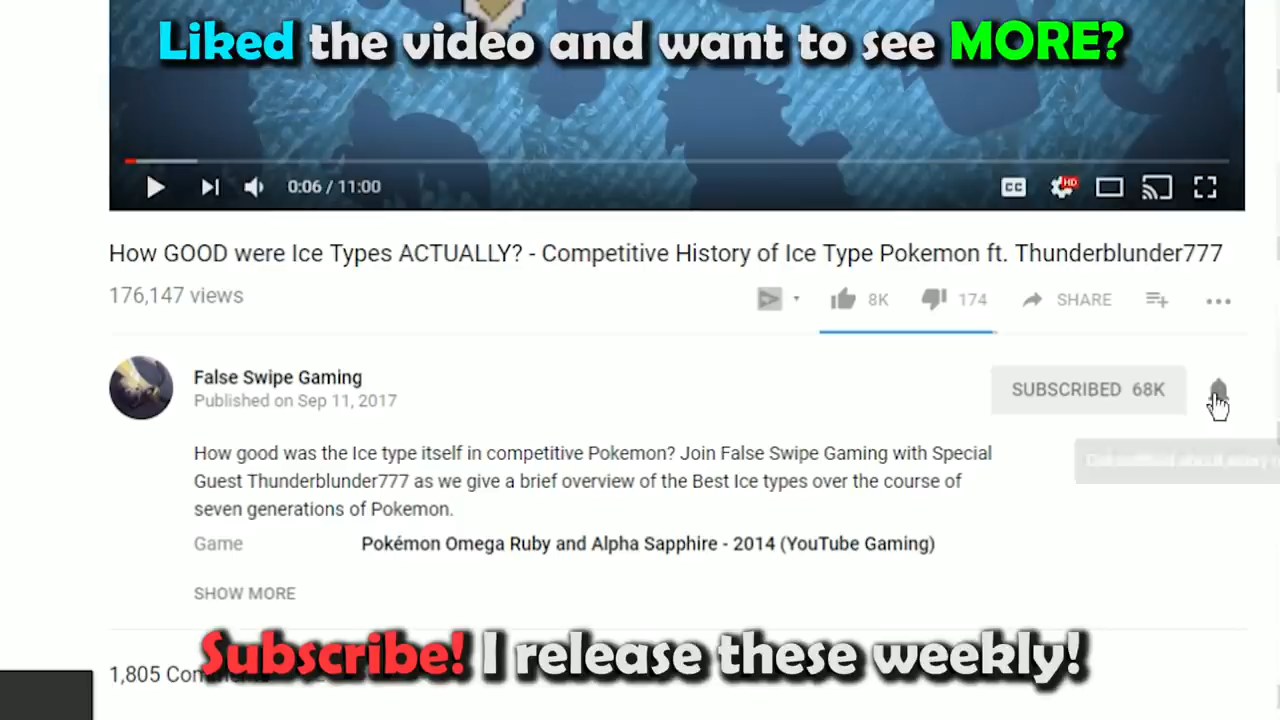 Liked the video and want to see MORE?
0:06 / 11:00
CC
HD
How GOOD were Ice Types ACTUALLY? - Competitive History of Ice Type Pokemon ft. Thunderblunder777
176,147 views
8K
174
SHARE
False Swipe Gaming
Published on Sep 11, 2017
SUBSCRIBED 68K
How good was the Ice type itself in competitive Pokemon? Join False Swipe Gaming with Special
Guest Thunderblunder777 as we give a brief overview of the Best Ice types over the course of
seven generations of Pokemon.
Game
Pokémon Omega Ruby and Alpha Sapphire - 2014 (YouTube Gaming)
SHOW MORE
Subscribe! I release these weekly!
1,805